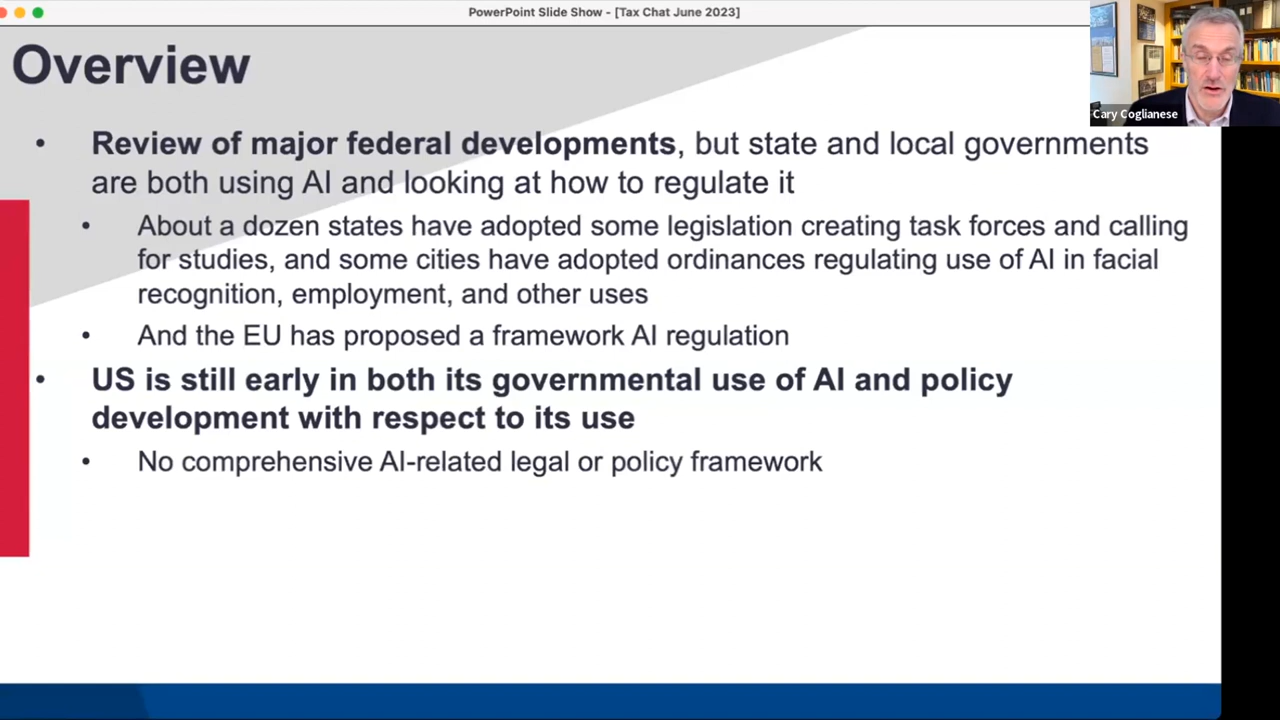 PowerPoint Slide Show - [Tax Chat June 2023]
Overview
Cary Coglianese
• Review of major federal developments, but state and local governments
are both using AI and looking at how to regulate it
• About a dozen states have adopted some legislation creating task forces and calling
for studies, and some cities have adopted ordinances regulating use of AI in facial
recognition, employment, and other uses
• And the EU has proposed a framework AI regulation
• US is still early in both its governmental use of AI and policy
development with respect to its use
• No comprehensive AI-related legal or policy framework